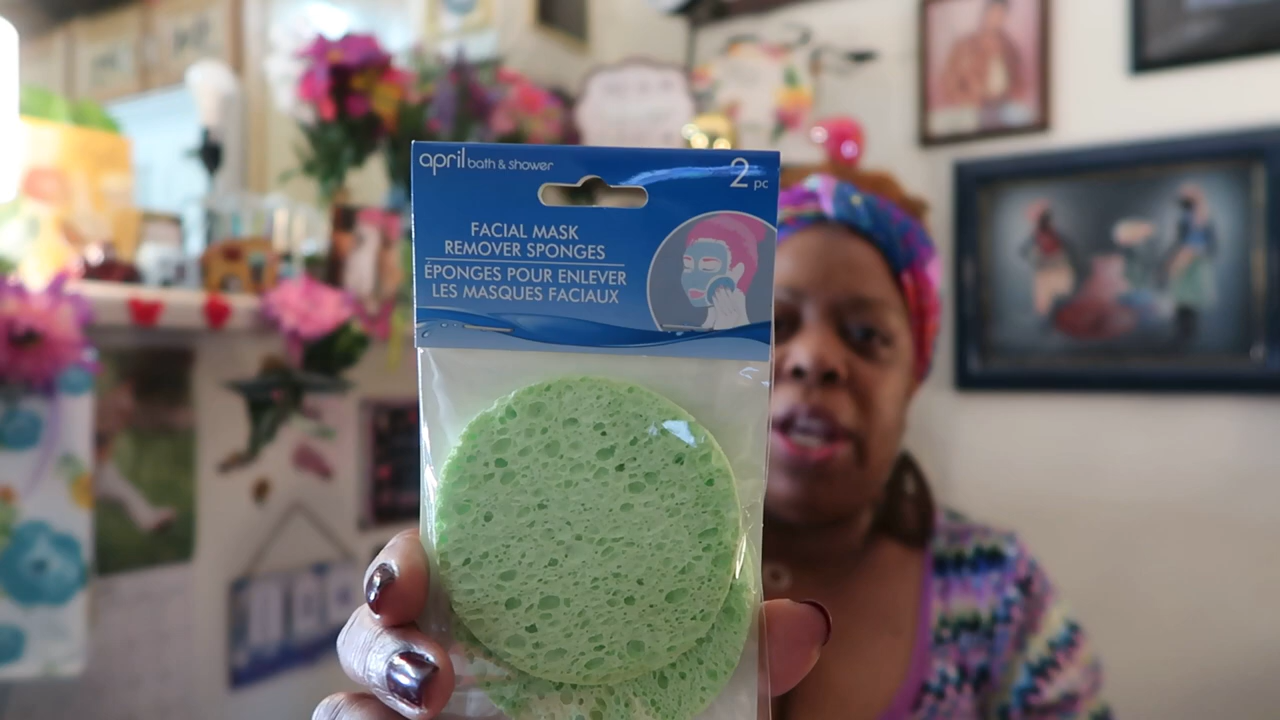 april bath & shower
2 pc
FACIAL MASK
REMOVER SPONGES
ÉPONGES POUR ENLEVER
LES MASQUES FACIAUX